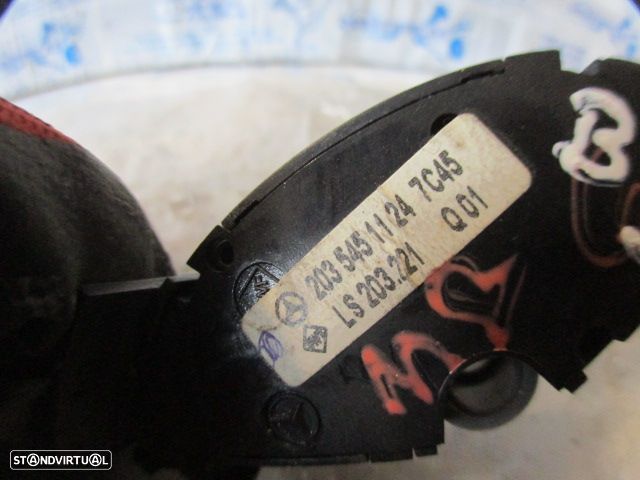 203 545 11 24 7C45
LS 203.221 Q01
B
STANDVIRTUAL